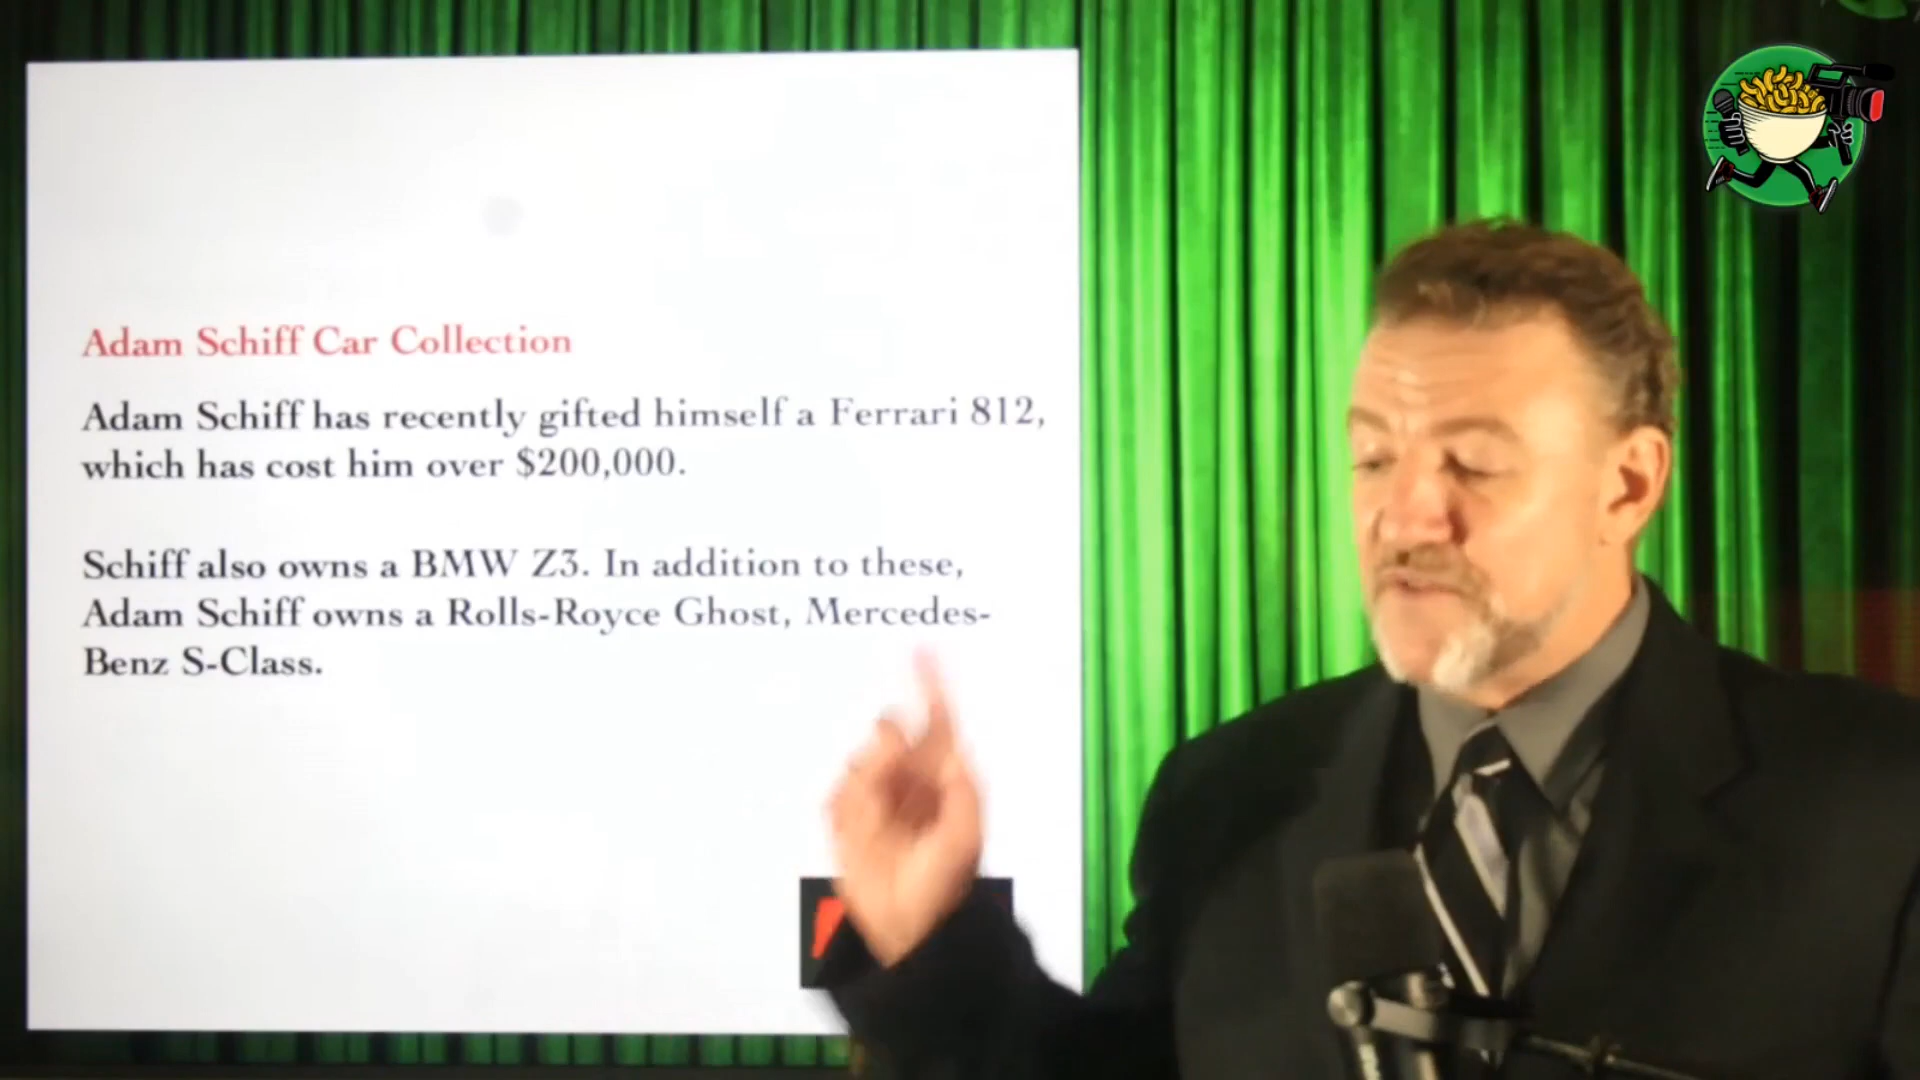 Adam Schiff Car Collection
Adam Schiff has recently gifted himself a Ferrari 812,
which has cost him over $200,000.
Schiff also owns a BMW Z3. In addition to these,
Adam Schiff owns a Rolls-Royce Ghost, Mercedes-
Benz S-Class.